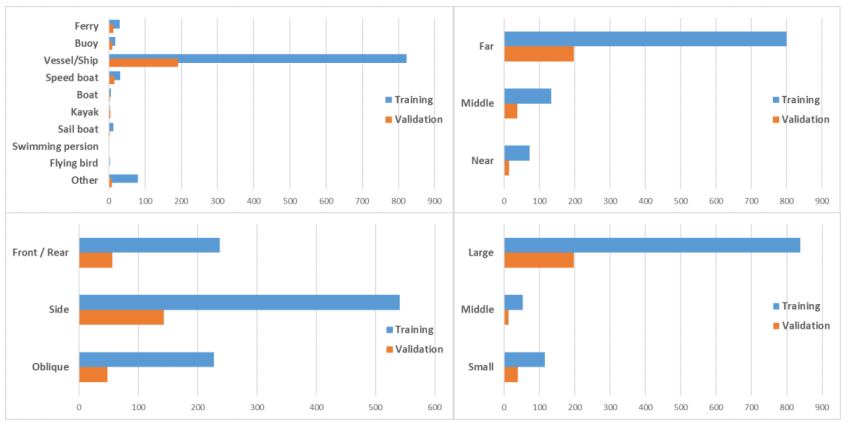 Ferry
Buoy
Vessel/Ship
Speed boat
Boat
Kayak
Sail boat
Swimming persion
Flying bird
Other
Training
Validation
0 100 200 300 400 500 600 700 800 900
Far
Middle
Near
Training
Validation
0 100 200 300 400 500 600 700 800 900
Front / Rear
Side
Oblique
Training
Validation
0 100 200 300 400 500 600
Large
Middle
Small
Training
Validation
0 100 200 300 400 500 600 700 800 900